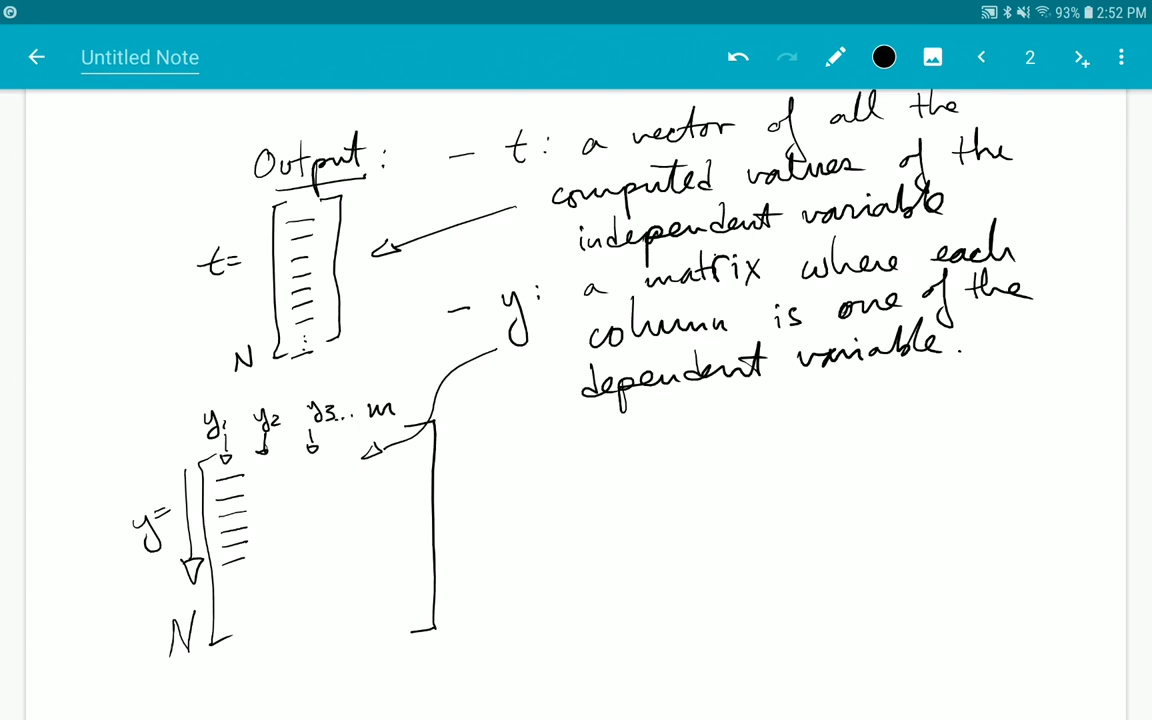 93% 2:52 PM
Untitled Note
2
Output: - t: a vector of all the
computed values of the
independent variable
t=
N
- y: a matrix where each
column is one of the
dependent variable.
y1 y2 y3... m
y=
N